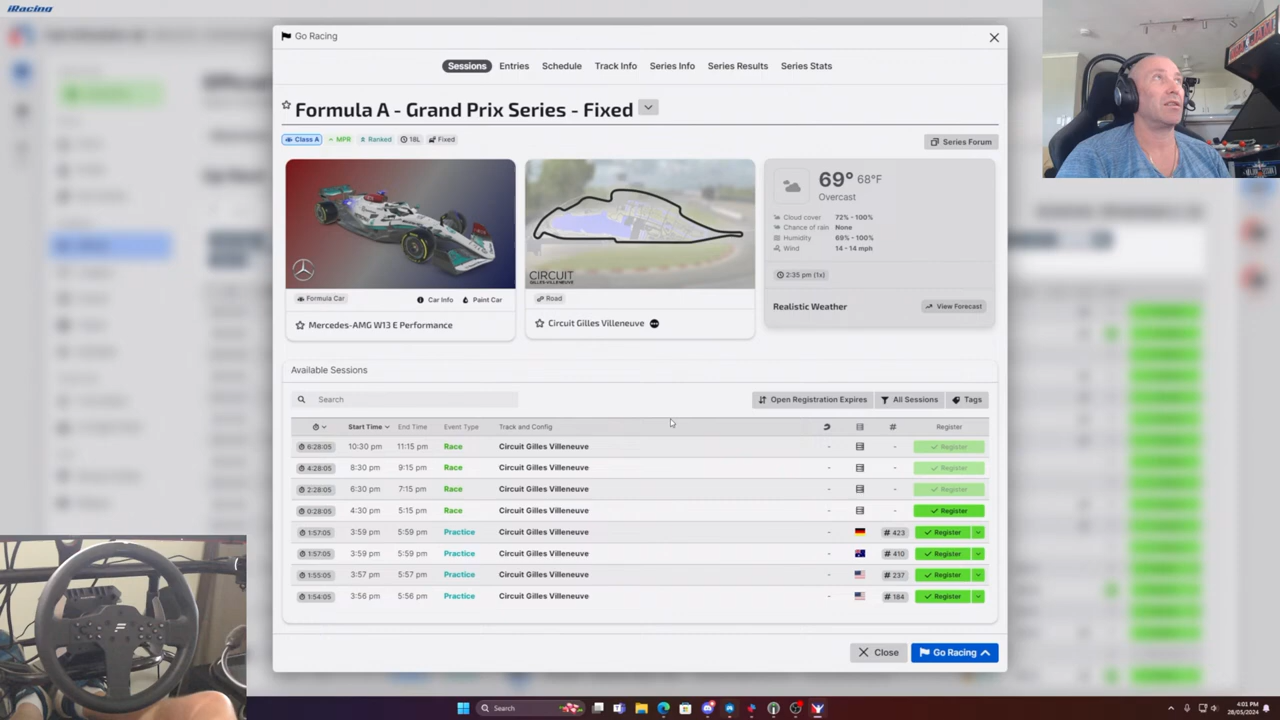 iRacing
Go Racing
Sessions Entries Schedule Track Info Series Info Series Results Series Stats
Formula A - Grand Prix Series - Fixed
Class A MPR Ranked 18L Fixed
Series Forum
69° 68°F
Overcast
Cloud cover 72% - 100%
Chance of rain None
Humidity 69% - 100%
Wind 14 - 14 mph
2:35 pm (1x)
Realistic Weather View Forecast
CIRCUIT
GILLES-VILLENEUVE
Formula Car Car Info Paint Car
Mercedes-AMG W13 E Performance
Road
Circuit Gilles Villeneuve
Available Sessions
Search Open Registration Expires All Sessions Tags
Start Time End Time Event Type Track and Config # Register
6:28:05 10:30 pm 11:15 pm Race Circuit Gilles Villeneuve - - Register
4:28:05 8:30 pm 9:15 pm Race Circuit Gilles Villeneuve - - Register
2:28:05 6:30 pm 7:15 pm Race Circuit Gilles Villeneuve - - Register
0:28:05 4:30 pm 5:15 pm Race Circuit Gilles Villeneuve - - Register
1:57:05 3:59 pm 5:59 pm Practice Circuit Gilles Villeneuve - # 423 Register
1:57:05 3:59 pm 5:59 pm Practice Circuit Gilles Villeneuve - # 410 Register
1:55:05 3:57 pm 5:57 pm Practice Circuit Gilles Villeneuve - # 237 Register
1:54:05 3:56 pm 5:56 pm Practice Circuit Gilles Villeneuve - # 184 Register
Close Go Racing
Search
4:01 PM
26/05/2024